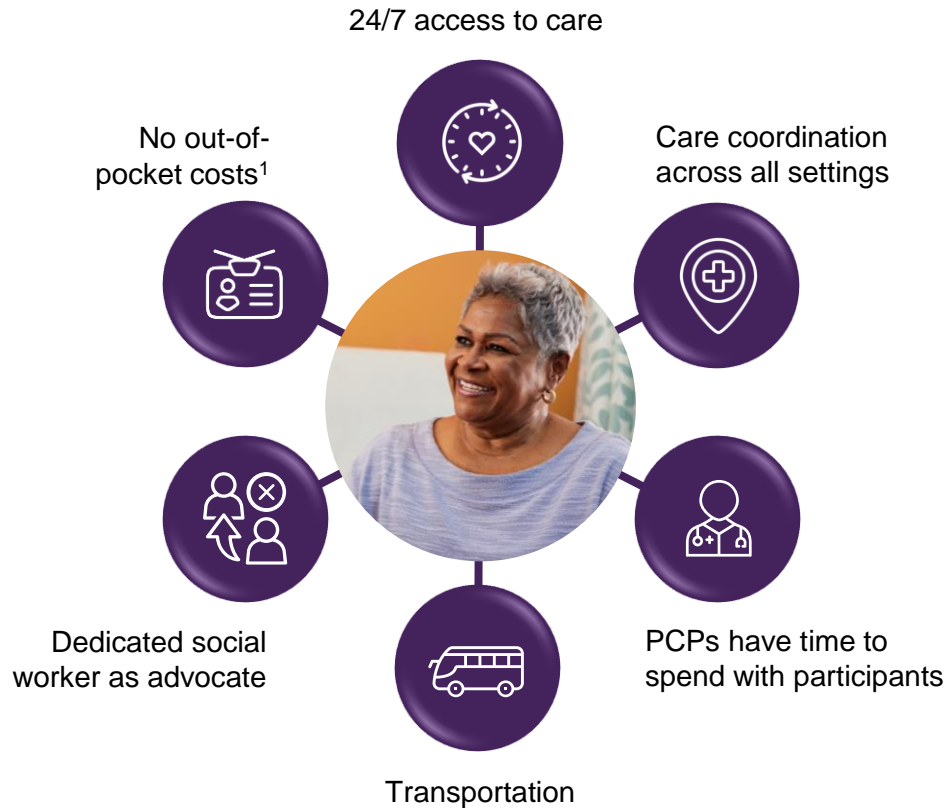 24/7 access to care
No out-of-
pocket costs¹
Care coordination
across all settings
Dedicated social
worker as advocate
PCPs have time to
spend with participants
Transportation